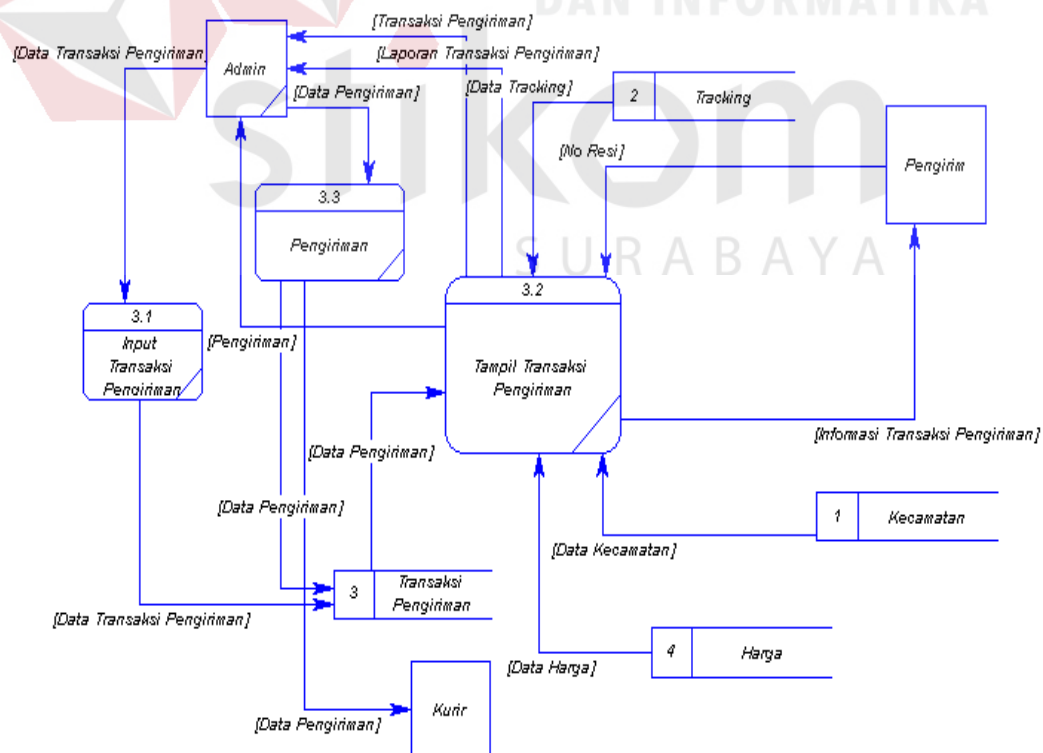 DAN INFORMATIKA
stikom
SURABAYA
[Transaksi Pengiriman]
[Data Transaksi Pengiriman]
[Laporan Transaksi Pengiriman]
Admin
[Data Tracking]
[Data Pengiriman]
2
Tracking
[No Resi]
Pengirim
3.3
Pengiriman
3.2
Tampil Transaksi
Pengiriman
3.1
Input
Transaksi
Pengiriman
[Pengiriman]
[Informasi Transaksi Pengiriman]
[Data Pengiriman]
[Data Pengiriman]
1
Kecamatan
[Data Kecamatan]
3
Transaksi
Pengiriman
[Data Transaksi Pengiriman]
4
Harga
[Data Harga]
Kurir
[Data Pengiriman]